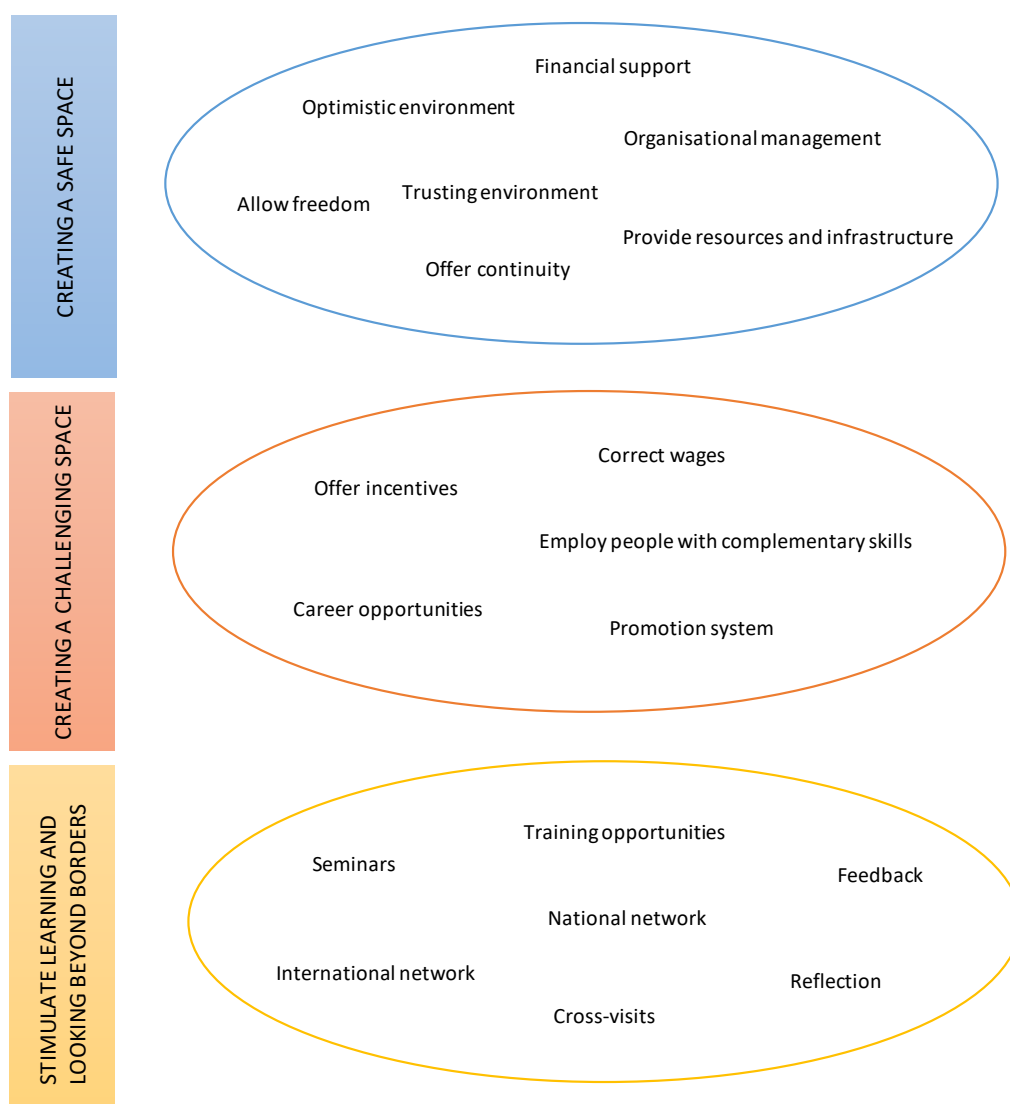 CREATING A SAFE SPACE
Financial support
Optimistic environment
Organisational management
Trusting environment
Allow freedom
Provide resources and infrastructure
Offer continuity
CREATING A CHALLENGING SPACE
Correct wages
Offer incentives
Employ people with complementary skills
Career opportunities
Promotion system
STIMULATE LEARNING AND
LOOKING BEYOND BORDERS
Training opportunities
Seminars
Feedback
National network
International network
Reflection
Cross-visits